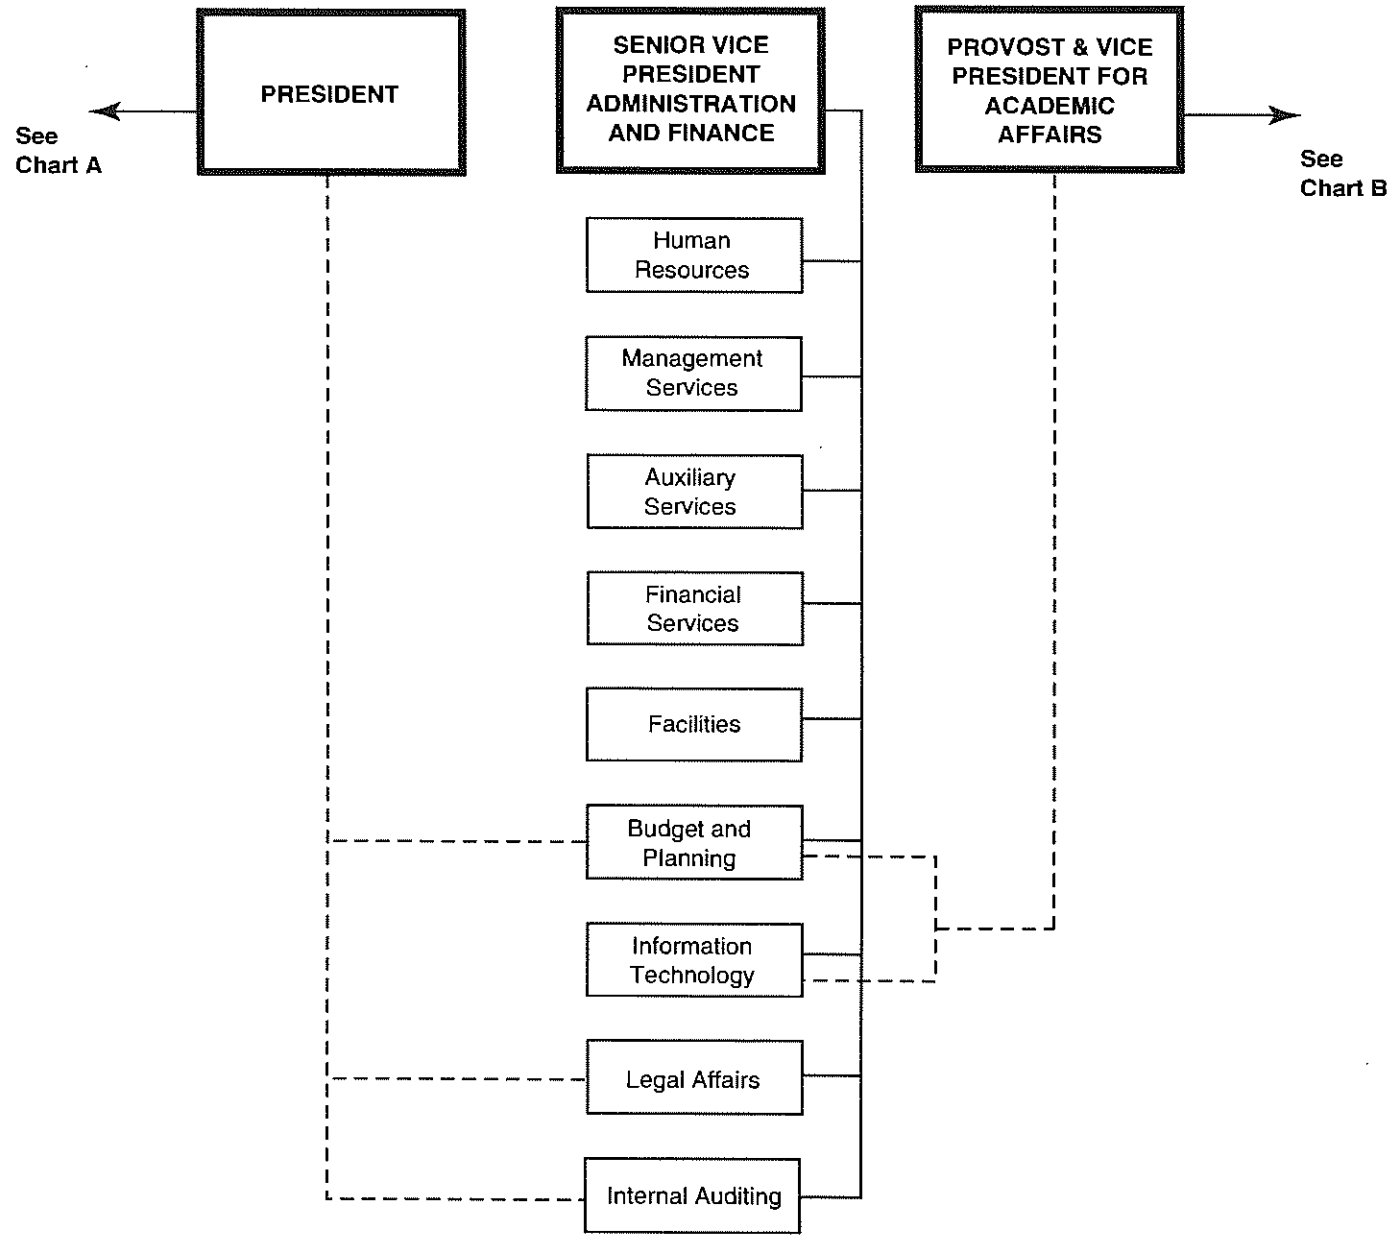 PRESIDENT
See
Chart A
SENIOR VICE
PRESIDENT
ADMINISTRATION
AND FINANCE
PROVOST & VICE
PRESIDENT FOR
ACADEMIC
AFFAIRS
See
Chart B
Human
Resources
Management
Services
Auxiliary
Services
Financial
Services
Facilities
Budget and
Planning
Information
Technology
Legal Affairs
Internal Auditing